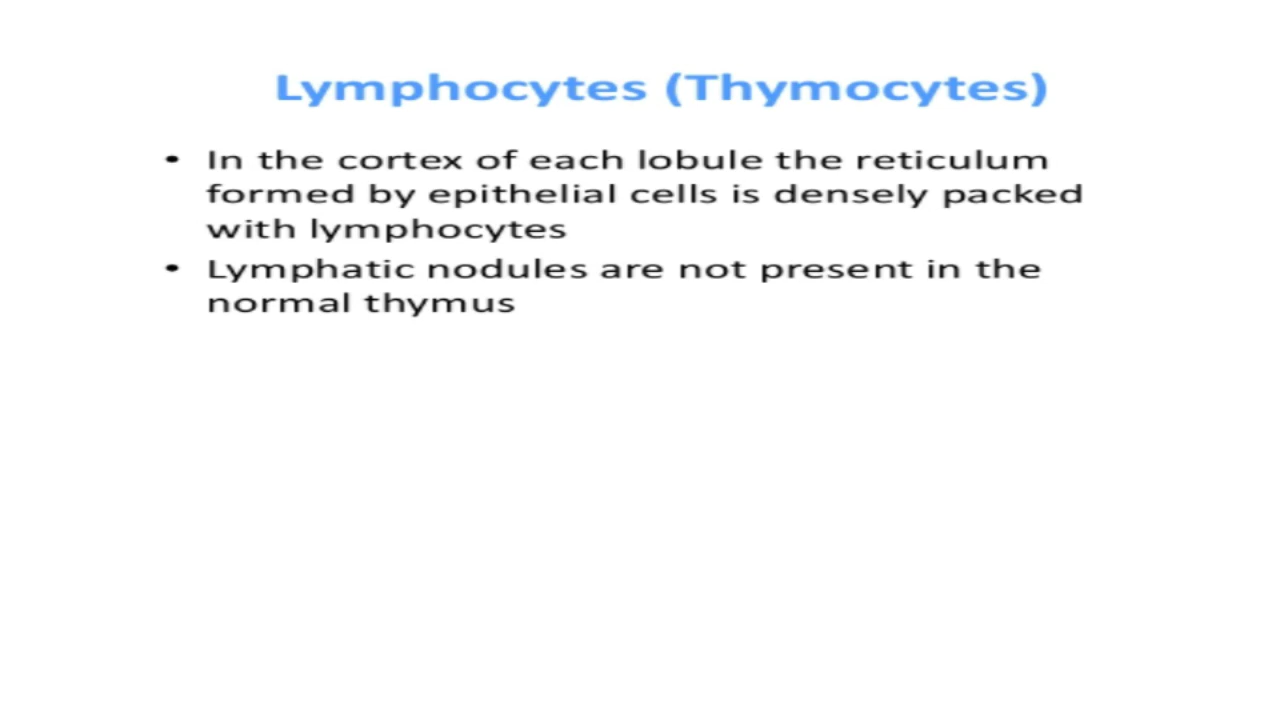 Lymphocytes (Thymocytes)
• In the cortex of each lobule the reticulum
formed by epithelial cells is densely packed
with lymphocytes
• Lymphatic nodules are not present in the
normal thymus